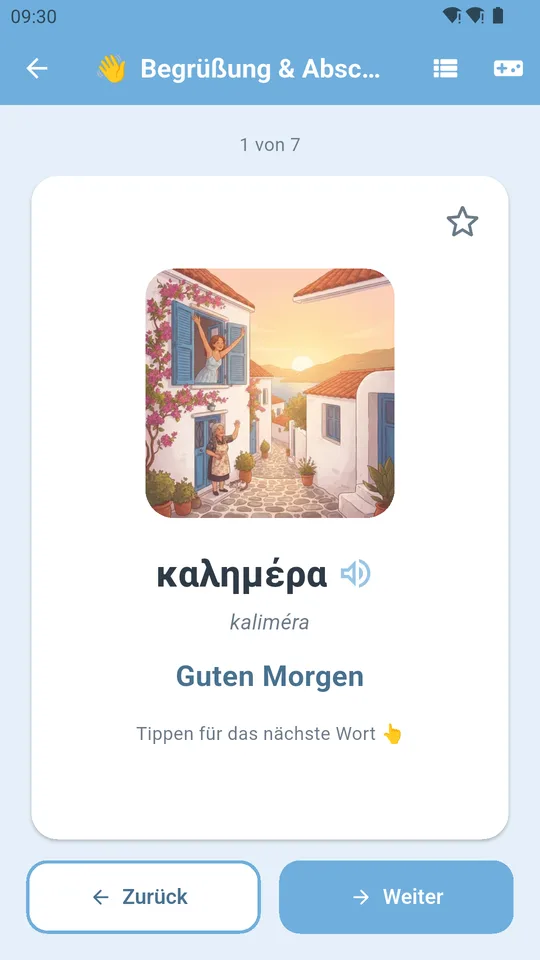 09:30
👋 Begrüßung & Absc...
1 von 7
καλημέρα
kaliméra
Guten Morgen
Tippen für das nächste Wort 👆
← Zurück
→ Weiter